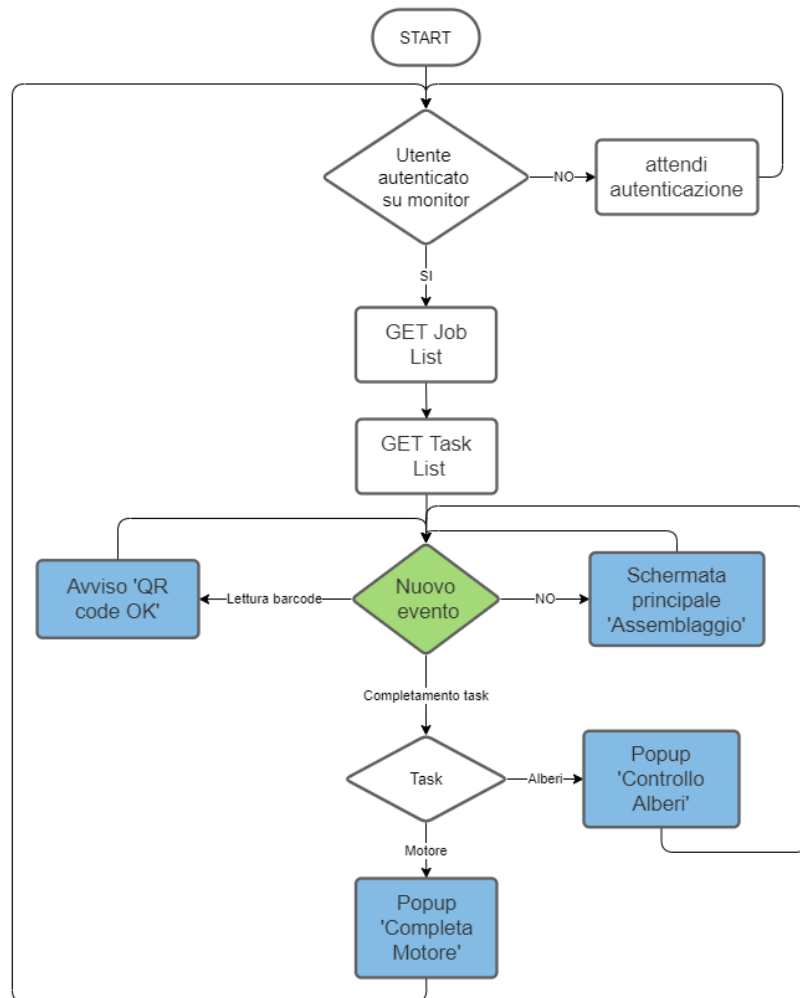 START
Utente
autenticato
su monitor
NO
attendi
autenticazione
SI
GET Job
List
GET Task
List
Avviso 'QR
code OK'
Lettura barcode
Nuovo
evento
NO
Schermata
principale
'Assemblaggio'
Completamento task
Task
Alberi
Popup
'Controllo
Alberi'
Motore
Popup
'Completa
Motore'